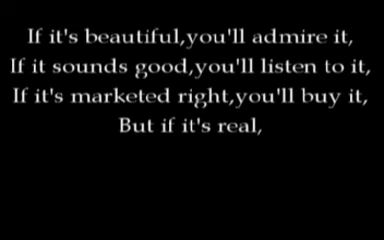 If it's beautiful,you'll admire it,
If it sounds good,you'll listen to it,
If it's marketed right,you'll buy it,
But if it's real,